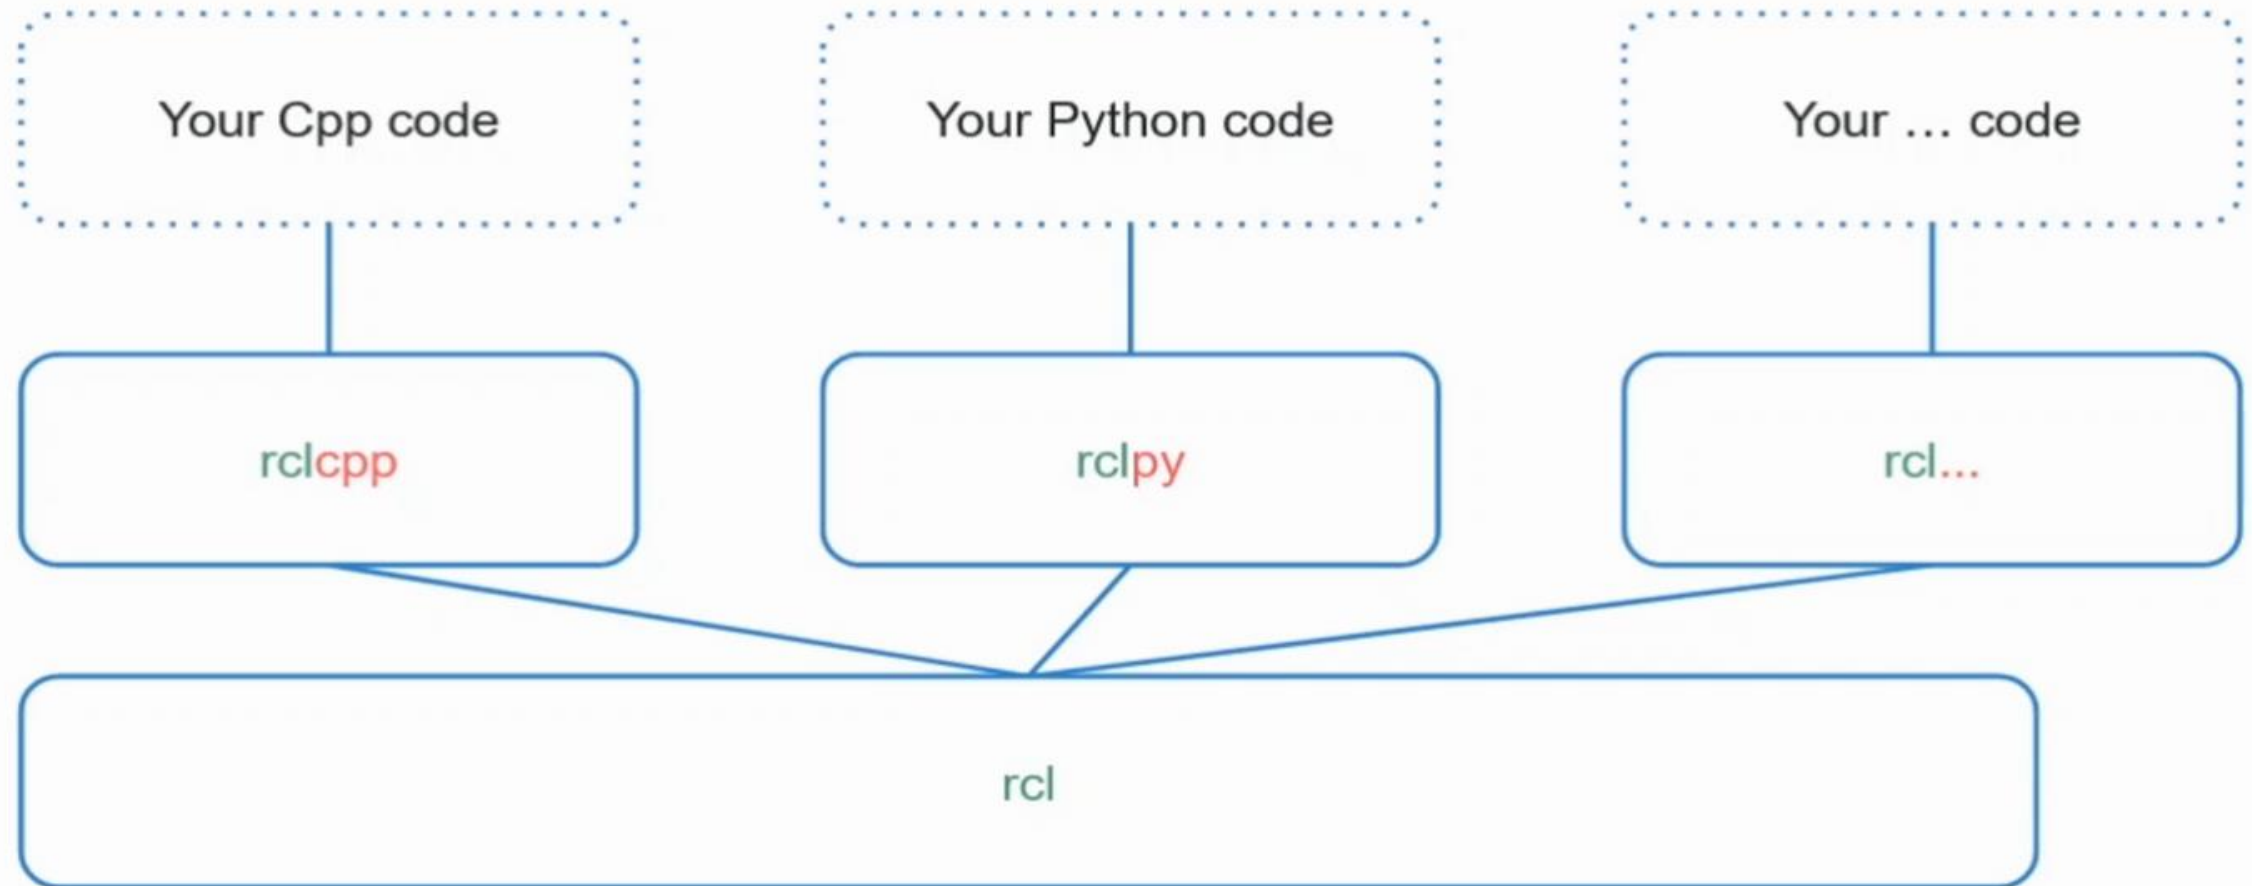 Your Cpp code
Your Python code
Your ... code
rclcpp
rclpy
rcl...
rcl